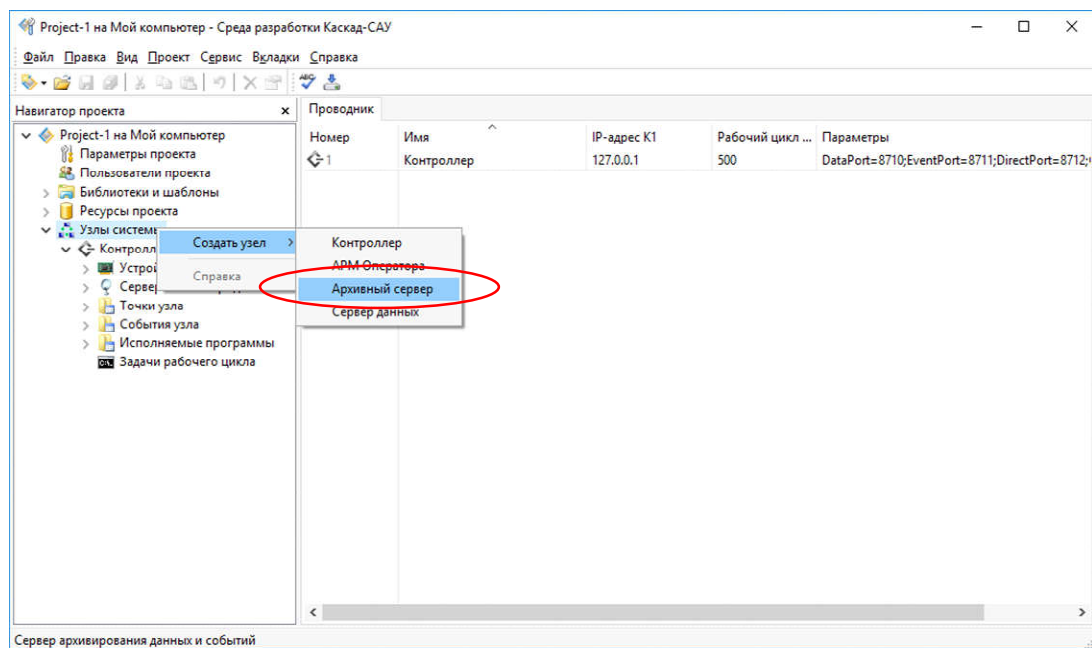 Project-1 на Мой компьютер - Среда разработки Каскад-САУ
Файл Правка Вид Проект Сервис Вкладки Справка
Навигатор проекта
Проводник
Project-1 на Мой компьютер
Параметры проекта
Пользователи проекта
Библиотеки и шаблоны
Ресурсы проекта
Узлы системы
Контролл
Устрой
Сервер
Точки узла
События узла
Исполняемые программы
Задачи рабочего цикла
Создать узел
Справка
Контроллер
АРМ Оператора
Архивный сервер
Сервер данных
Номер Имя IP-адрес К1 Рабочий цикл ... Параметры
1 Контроллер 127.0.0.1 500 DataPort=8710;EventPort=8711;DirectPort=8712;
Сервер архивирования данных и событий